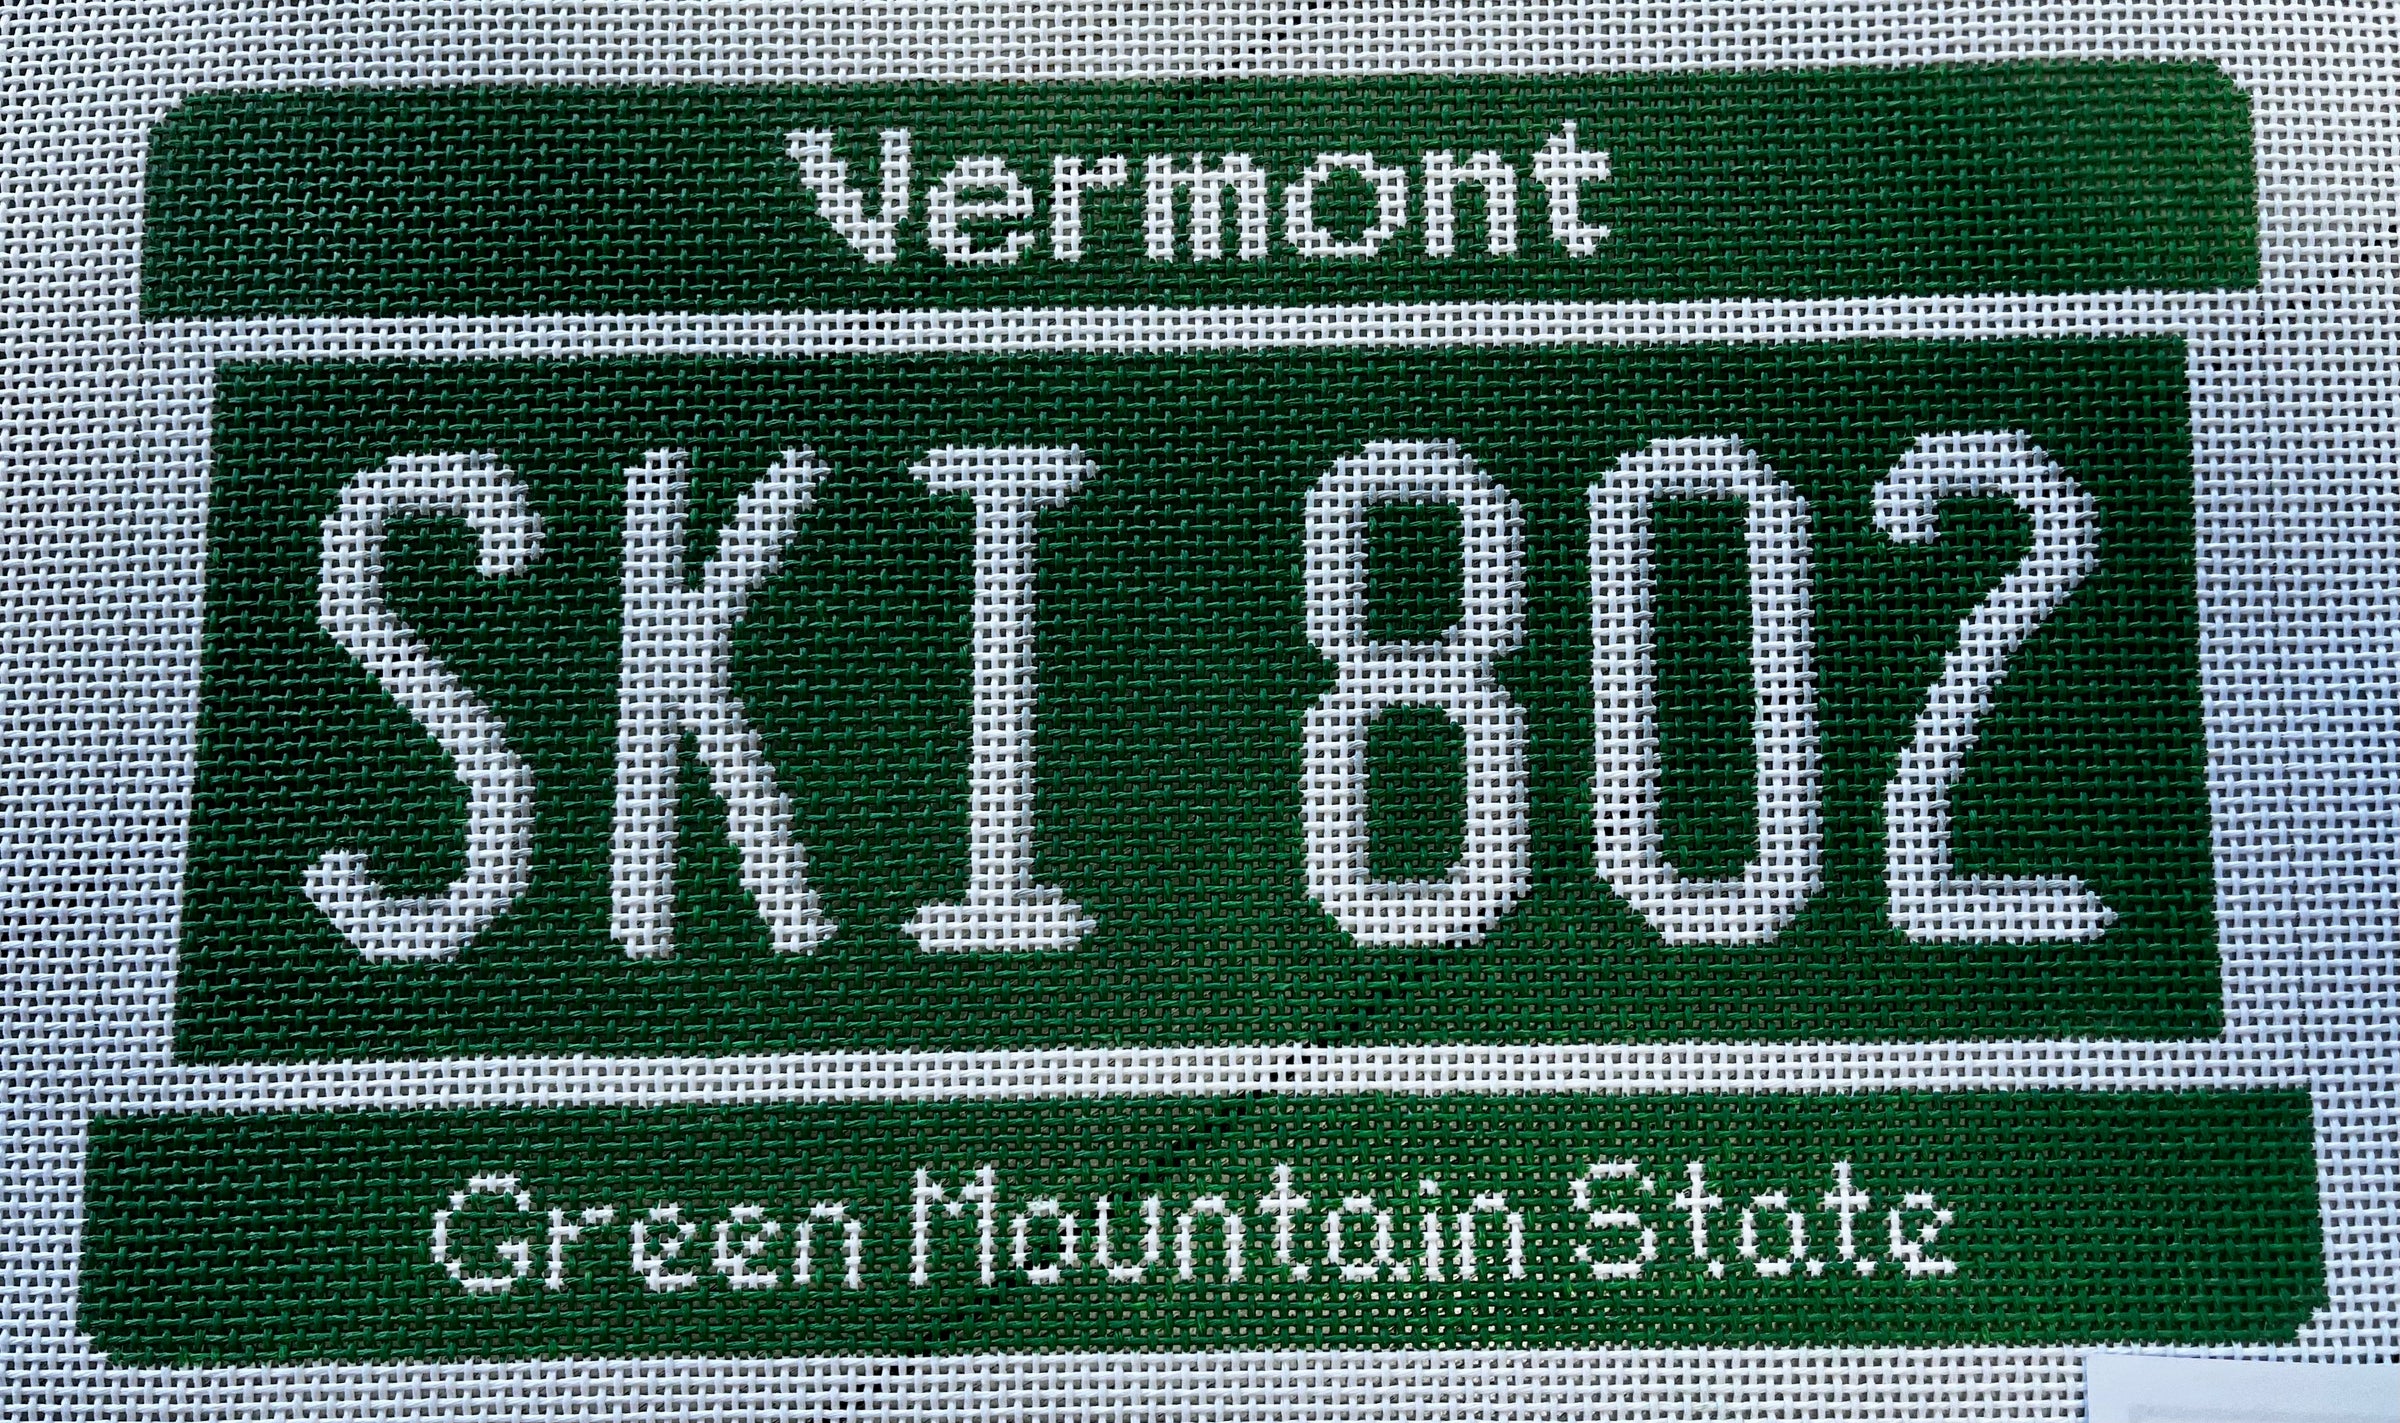 Vermont
SKI 802
Green Mountain State